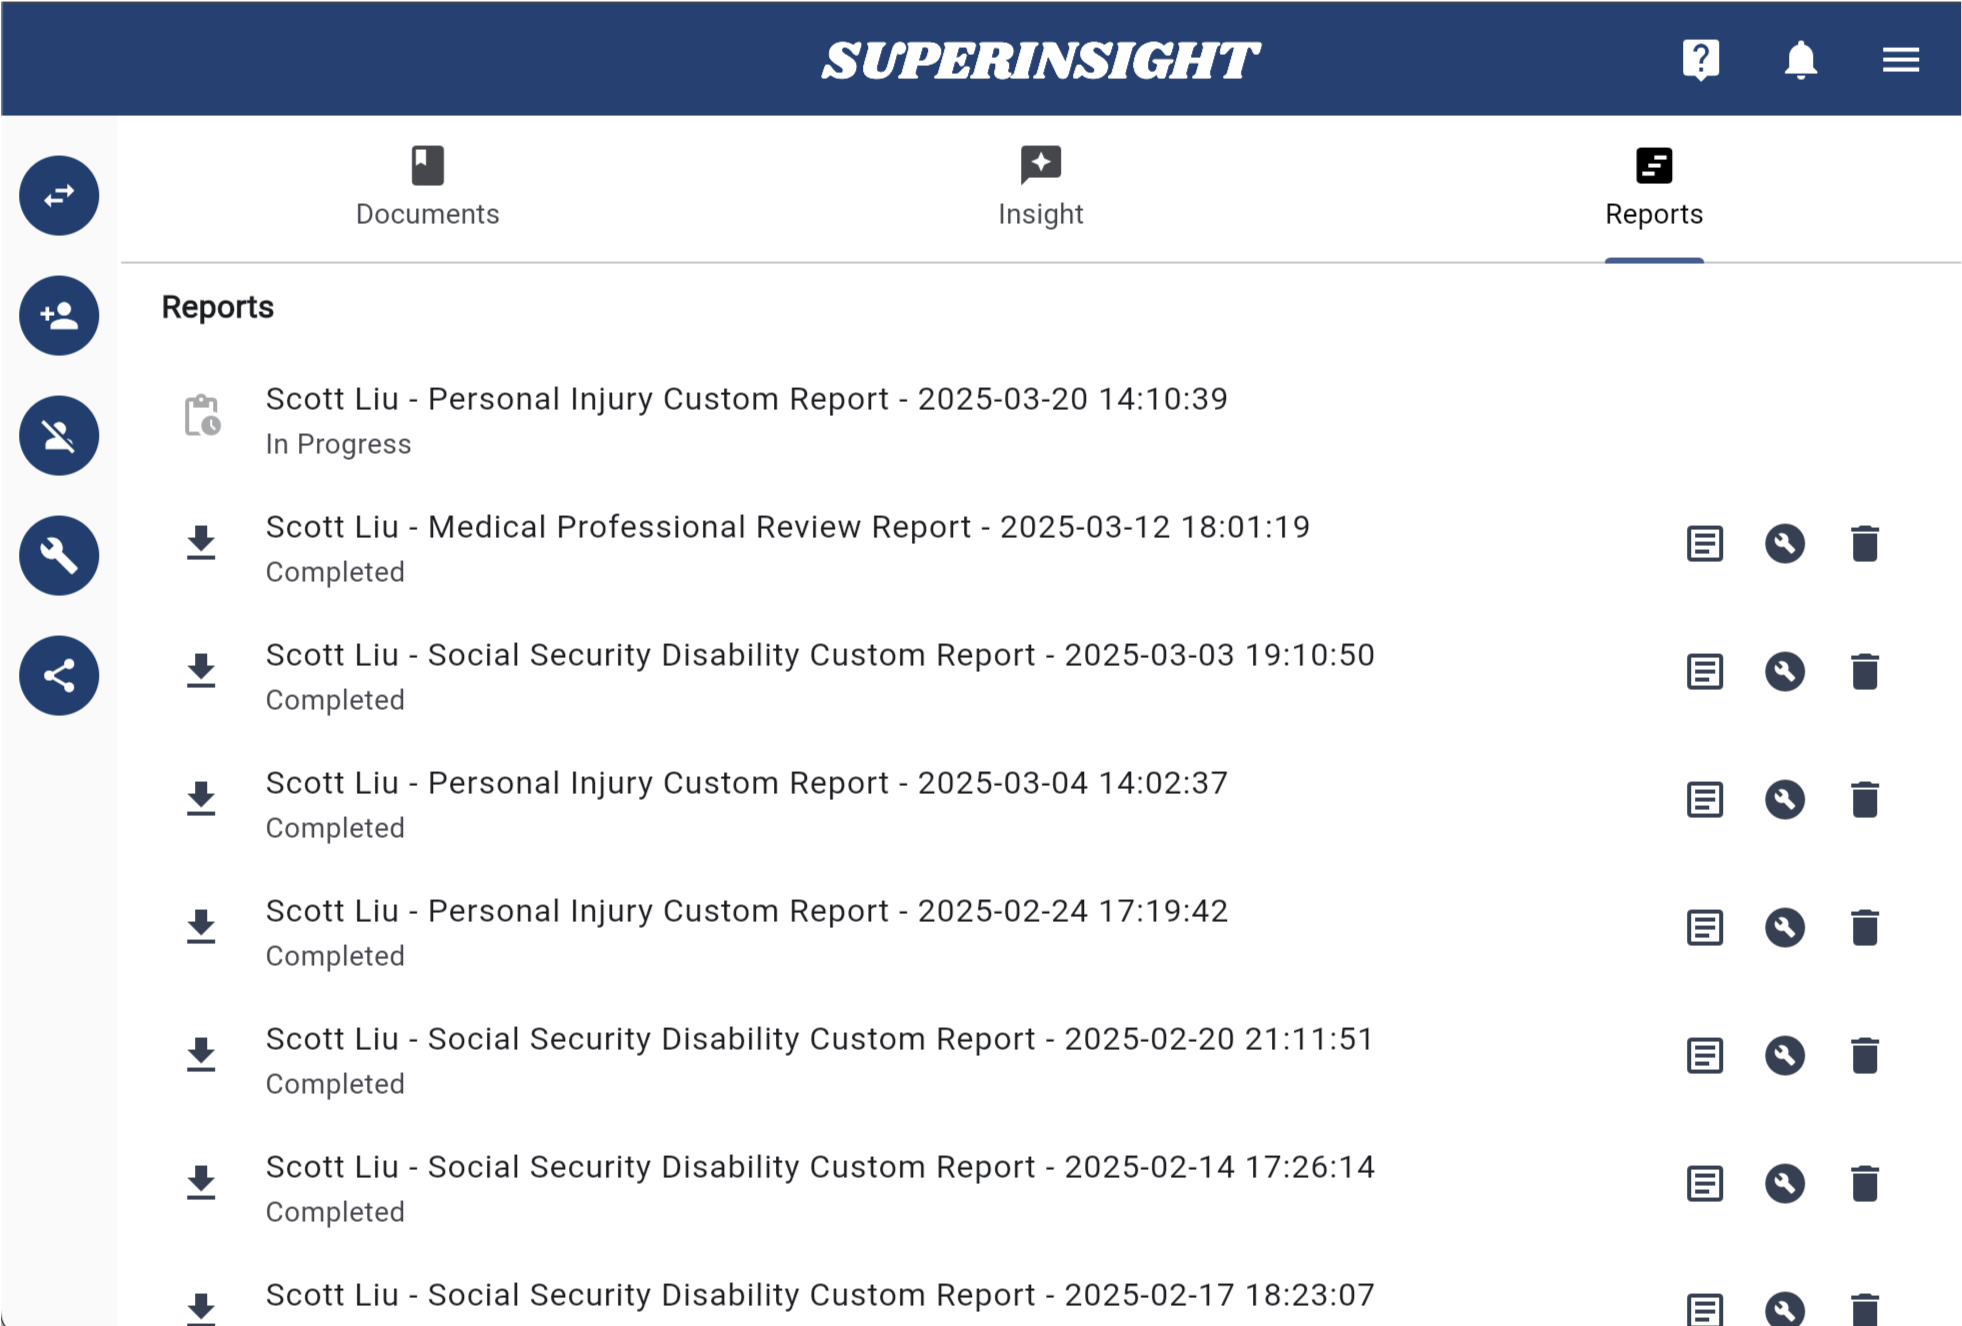 SUPERINSIGHT
Documents
Insight
Reports
Reports
Scott Liu - Personal Injury Custom Report - 2025-03-20 14:10:39
In Progress
Scott Liu - Medical Professional Review Report - 2025-03-12 18:01:19
Completed
Scott Liu - Social Security Disability Custom Report - 2025-03-03 19:10:50
Completed
Scott Liu - Personal Injury Custom Report - 2025-03-04 14:02:37
Completed
Scott Liu - Personal Injury Custom Report - 2025-02-24 17:19:42
Completed
Scott Liu - Social Security Disability Custom Report - 2025-02-20 21:11:51
Completed
Scott Liu - Social Security Disability Custom Report - 2025-02-14 17:26:14
Completed
Scott Liu - Social Security Disability Custom Report - 2025-02-17 18:23:07